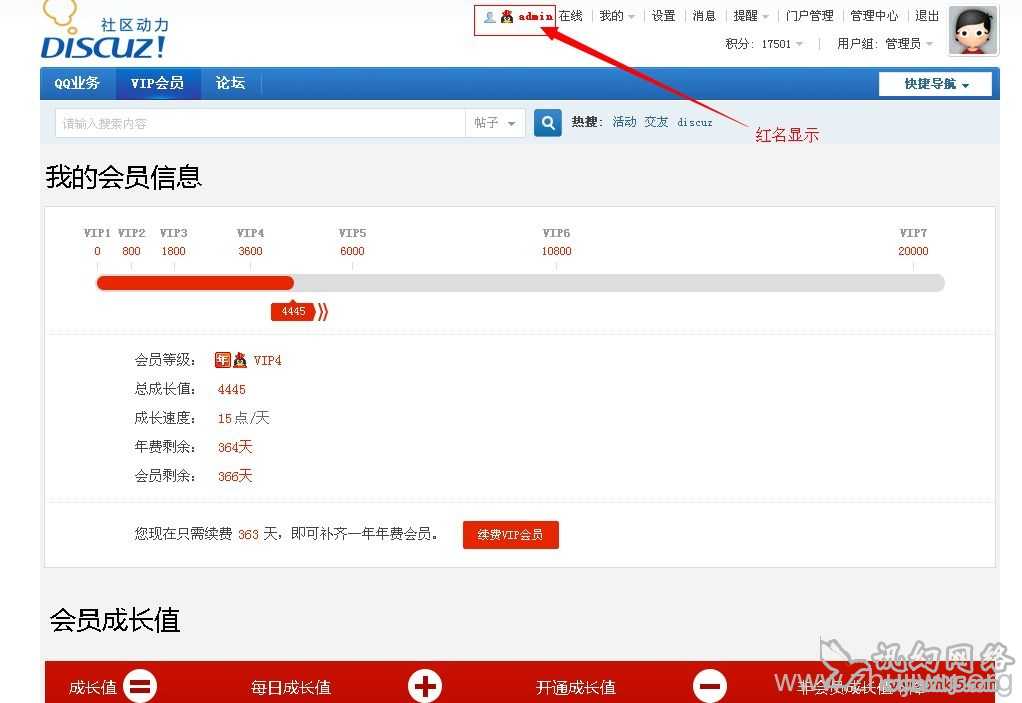 社区动力
DISCUZ!
admin 在线 我的 设置 消息 提醒 门户管理 管理中心 退出
积分: 17501 用户组: 管理员
QQ业务 VIP会员 论坛 快捷导航
请输入搜索内容 帖子 热搜: 活动 交友 discuz
红名显示
我的会员信息
VIP1 VIP2 VIP3 VIP4 VIP5 VIP6 VIP7
0 800 1800 3600 6000 10800 20000
4445
会员等级: 年 VIP4
总成长值: 4445
成长速度: 15点/天
年费剩余: 364天
会员剩余: 366天
您现在只需续费 363 天，即可补齐一年年费会员。 续费VIP会员
会员成长值
成长值 每日成长值 开通成长值 非会员成长值